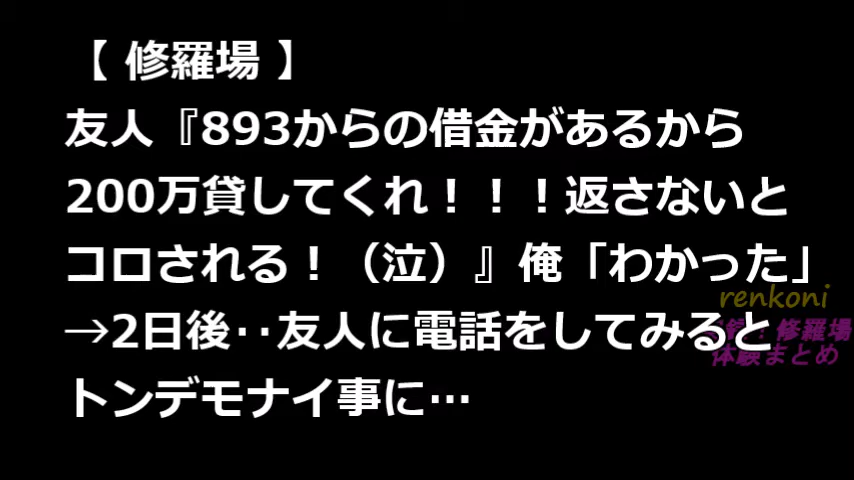 【 修羅場 】
友人『893からの借金があるから
200万貸してくれ！！！返さないと
コロされる！（泣）』俺「わかった」
→2日後‥友人に電話をしてみると
トンデモナイ事に…
renkoni
！修羅場
体験まとめ